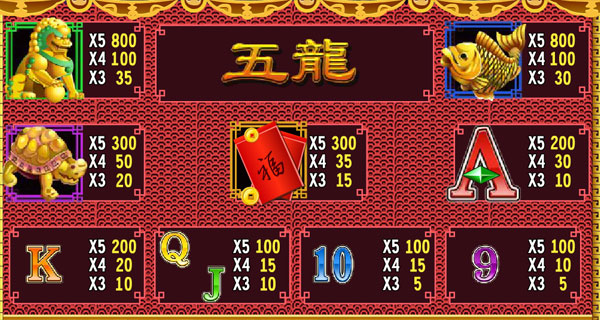 X5 800
X4 100
X3 35
五龍
X5 800
X4 100
X3 30
X5 300
X4 50
X3 20
福
X5 300
X4 35
X3 15
A
X5 200
X4 30
X3 10
K
X5 200
X4 20
X3 10
Q
J
X5 100
X4 15
X3 10
10
X5 100
X4 15
X3 5
9
X5 100
X4 10
X3 5